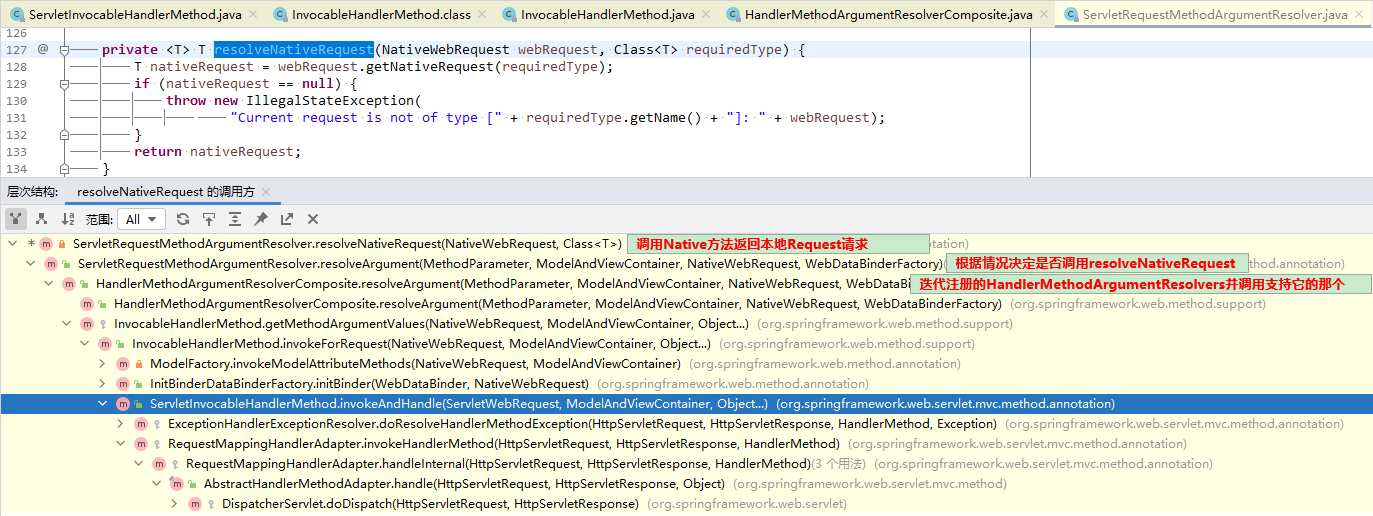 ServletInvocableHandlerMethod.java InvocableHandlerMethod.class InvocableHandlerMethod.java HandlerMethodArgumentResolverComposite.java ServletRequestMethodArgumentResolver.java
126
127 @ private <T> T resolveNativeRequest(NativeWebRequest webRequest, Class<T> requiredType) {
128 T nativeRequest = webRequest.getNativeRequest(requiredType);
129 if (nativeRequest == null) {
130 throw new IllegalStateException(
131 "Current request is not of type [" + requiredType.getName() + "]: " + webRequest);
132 }
133 return nativeRequest;
134 }
层次结构: resolveNativeRequest 的调用方
范围: All
* ServletRequestMethodArgumentResolver.resolveNativeRequest(NativeWebRequest, Class<T>) 调用Native方法返回本地Request请求 notation)
ServletRequestMethodArgumentResolver.resolveArgument(MethodParameter, ModelAndViewContainer, NativeWebRequest, WebDataBinderFactory) 根据情况决定是否调用resolveNativeRequest .method.annotation)
HandlerMethodArgumentResolverComposite.resolveArgument(MethodParameter, ModelAndViewContainer, NativeWebRequest, WebDataBin 迭代注册的HandlerMethodArgumentResolvers并调用支持它的那个
HandlerMethodArgumentResolverComposite.resolveArgument(MethodParameter, ModelAndViewContainer, NativeWebRequest, WebDataBinderFactory) (org.springframework.web.method.support)
InvocableHandlerMethod.getMethodArgumentValues(NativeWebRequest, ModelAndViewContainer, Object...) (org.springframework.web.method.support)
InvocableHandlerMethod.invokeForRequest(NativeWebRequest, ModelAndViewContainer, Object...) (org.springframework.web.method.support)
ModelFactory.invokeModelAttributeMethods(NativeWebRequest, ModelAndViewContainer) (org.springframework.web.method.annotation)
InitBinderDataBinderFactory.initBinder(WebDataBinder, NativeWebRequest) (org.springframework.web.method.annotation)
ServletInvocableHandlerMethod.invokeAndHandle(ServletWebRequest, ModelAndViewContainer, Object...) (org.springframework.web.servlet.mvc.method.annotation)
ExceptionHandlerExceptionResolver.doResolveHandlerMethodException(HttpServletRequest, HttpServletResponse, HandlerMethod, Exception) (org.springframework.web.servlet.mvc.method.annotation)
RequestMappingHandlerAdapter.invokeHandlerMethod(HttpServletRequest, HttpServletResponse, HandlerMethod) (org.springframework.web.servlet.mvc.method.annotation)
RequestMappingHandlerAdapter.handleInternal(HttpServletRequest, HttpServletResponse, HandlerMethod)(3 个用法) (org.springframework.web.servlet.mvc.method.annotation)
AbstractHandlerMethodAdapter.handle(HttpServletRequest, HttpServletResponse, Object) (org.springframework.web.servlet.mvc.method)
DispatcherServlet.doDispatch(HttpServletRequest, HttpServletResponse) (org.springframework.web.servlet)